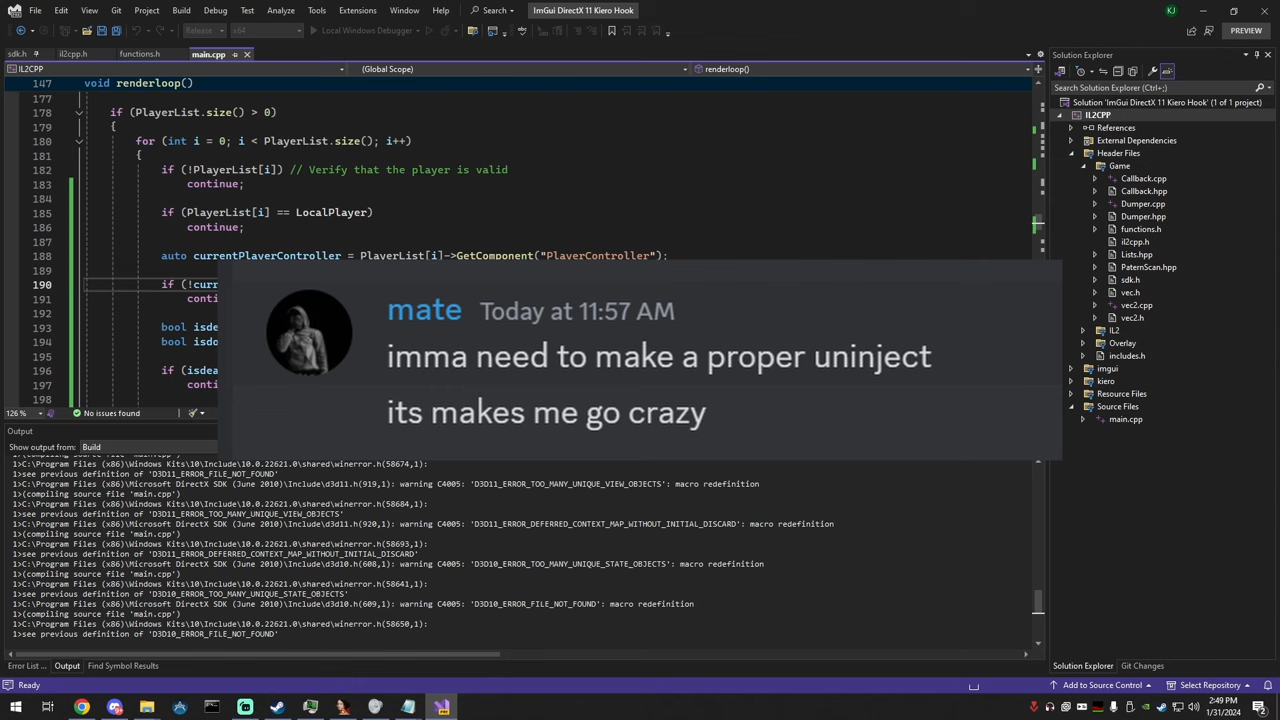 File Edit View Git Project Build Debug Test Analyze Tools Extensions Window Help Search ImGui DirectX 11 Kiero Hook KJ
Release x64 Local Windows Debugger PREVIEW
sdk.h il2cpp.h functions.h main.cpp
IL2CPP (Global Scope) renderloop()
147 void renderloop()
177
178 if (PlayerList.size() > 0)
179 {
180 for (int i = 0; i < PlayerList.size(); i++)
181 {
182 if (!PlayerList[i]) // Verify that the player is valid
183 continue;
184
185 if (PlayerList[i] == LocalPlayer)
186 continue;
187
188 auto currentPlayerController = PlayerList[i]->GetComponent("PlayerController");
189
190 if (!curr
191 conti
192
193 bool isde
194 bool isdo
195
196 if (isdea
197 cont
198
mate Today at 11:57 AM
imma need to make a proper uninject
its makes me go crazy
126 % No issues found
Output
Show output from: Build
1>(compiling source file 'main.cpp')
1>C:\Program Files (x86)\Windows Kits\10\Include\10.0.22621.0\shared\winerror.h(58674,1):
1>see previous definition of 'D3D11_ERROR_FILE_NOT_FOUND'
1>C:\Program Files (x86)\Microsoft DirectX SDK (June 2010)\Include\d3d11.h(919,1): warning C4005: 'D3D11_ERROR_TOO_MANY_UNIQUE_VIEW_OBJECTS': macro redefinition
1>(compiling source file 'main.cpp')
1>C:\Program Files (x86)\Windows Kits\10\Include\10.0.22621.0\shared\winerror.h(58684,1):
1>see previous definition of 'D3D11_ERROR_TOO_MANY_UNIQUE_VIEW_OBJECTS'
1>C:\Program Files (x86)\Microsoft DirectX SDK (June 2010)\Include\d3d11.h(920,1): warning C4005: 'D3D11_ERROR_DEFERRED_CONTEXT_MAP_WITHOUT_INITIAL_DISCARD': macro redefinition
1>(compiling source file 'main.cpp')
1>C:\Program Files (x86)\Windows Kits\10\Include\10.0.22621.0\shared\winerror.h(58693,1):
1>see previous definition of 'D3D11_ERROR_DEFERRED_CONTEXT_MAP_WITHOUT_INITIAL_DISCARD'
1>C:\Program Files (x86)\Microsoft DirectX SDK (June 2010)\Include\d3d10.h(608,1): warning C4005: 'D3D10_ERROR_TOO_MANY_UNIQUE_STATE_OBJECTS': macro redefinition
1>(compiling source file 'main.cpp')
1>C:\Program Files (x86)\Windows Kits\10\Include\10.0.22621.0\shared\winerror.h(58641,1):
1>see previous definition of 'D3D10_ERROR_TOO_MANY_UNIQUE_STATE_OBJECTS'
1>C:\Program Files (x86)\Microsoft DirectX SDK (June 2010)\Include\d3d10.h(609,1): warning C4005: 'D3D10_ERROR_FILE_NOT_FOUND': macro redefinition
1>(compiling source file 'main.cpp')
1>C:\Program Files (x86)\Windows Kits\10\Include\10.0.22621.0\shared\winerror.h(58650,1):
1>see previous definition of 'D3D10_ERROR_FILE_NOT_FOUND'
Error List ... Output Find Symbol Results
Solution Explorer
Search Solution Explorer (Ctrl+;)
Solution 'ImGui DirectX 11 Kiero Hook' (1 of 1 project)
IL2CPP
References
External Dependencies
Header Files
Game
Callback.cpp
Callback.hpp
Dumper.cpp
Dumper.hpp
functions.h
il2cpp.h
Lists.hpp
PaternScan.hpp
sdk.h
vec.h
vec2.cpp
vec2.h
IL2
Overlay
includes.h
imgui
kiero
Resource Files
Source Files
main.cpp
Solution Explorer Git Changes
Ready Add to Source Control Select Repository
2:49 PM
1/31/2024